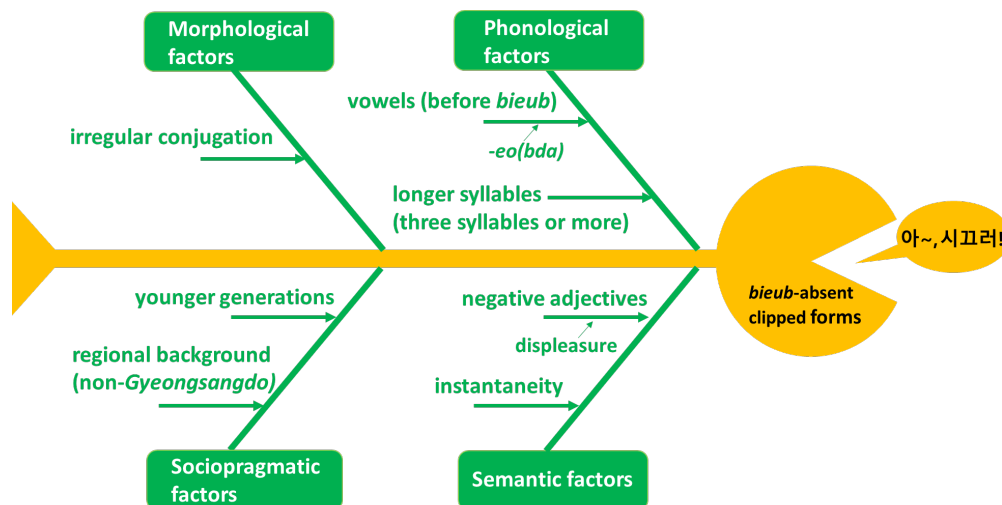 Morphological
factors
Phonological
factors
vowels (before bieub)
-eo(bda)
irregular conjugation
longer syllables
(three syllables or more)
아~, 시끄러!
bieub-absent
clipped forms
younger generations
regional background
(non-Gyeongsangdo)
negative adjectives
displeasure
instantaneity
Sociopragmatic
factors
Semantic factors